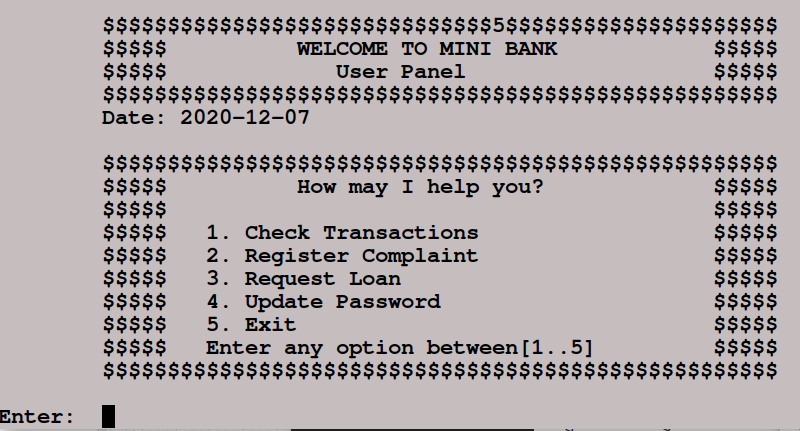 $$$$$$$$$$$$$$$$$$$$$$$$$$$$$$5$$$$$$$$$$$$$$$$$$$$$
$$$$$ WELCOME TO MINI BANK $$$$$
$$$$$ User Panel $$$$$
$$$$$$$$$$$$$$$$$$$$$$$$$$$$$$$$$$$$$$$$$$$$$$$$$$$$
Date: 2020-12-07
$$$$$$$$$$$$$$$$$$$$$$$$$$$$$$$$$$$$$$$$$$$$$$$$$$$$
$$$$$ How may I help you? $$$$$
$$$$$ $$$$$
$$$$$ 1. Check Transactions $$$$$
$$$$$ 2. Register Complaint $$$$$
$$$$$ 3. Request Loan $$$$$
$$$$$ 4. Update Password $$$$$
$$$$$ 5. Exit $$$$$
$$$$$ Enter any option between[1..5] $$$$$
$$$$$$$$$$$$$$$$$$$$$$$$$$$$$$$$$$$$$$$$$$$$$$$$$$$$
Enter: